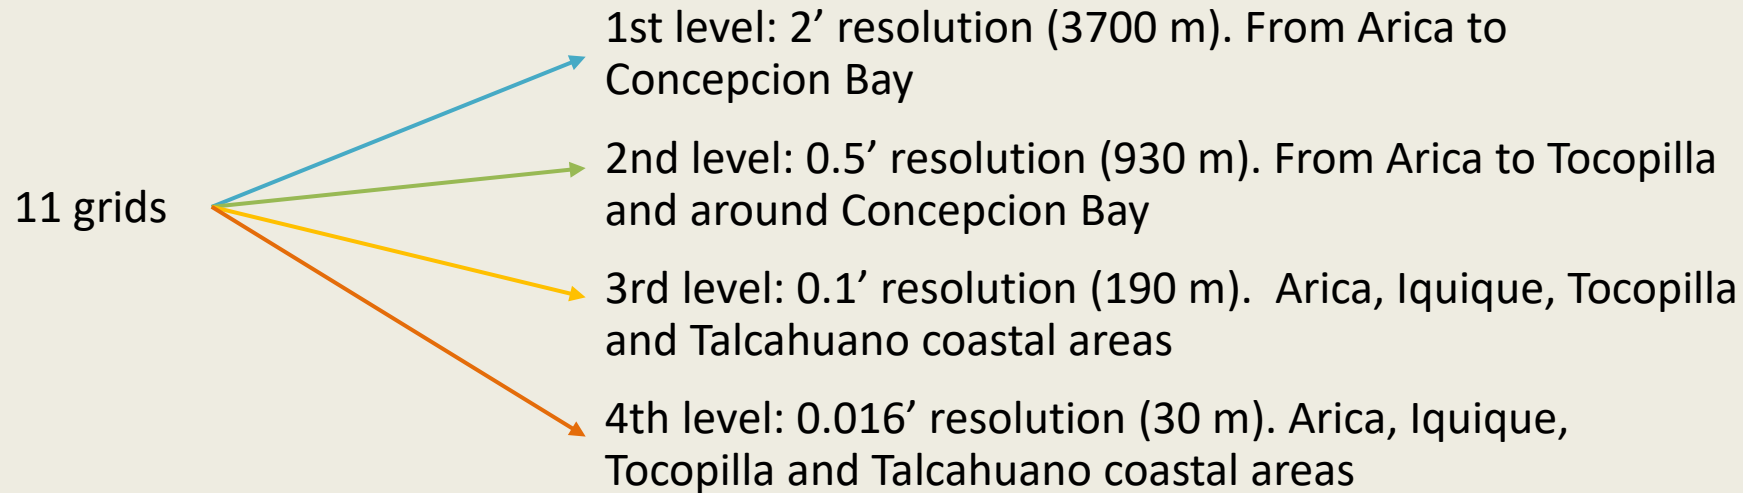 1st level: 2’ resolution (3700 m). From Arica to
Concepcion Bay
2nd level: 0.5’ resolution (930 m). From Arica to Tocopilla
and around Concepcion Bay
11 grids
3rd level: 0.1’ resolution (190 m).  Arica, Iquique, Tocopilla
and Talcahuano coastal areas
4th level: 0.016’ resolution (30 m). Arica, Iquique,
Tocopilla and Talcahuano coastal areas